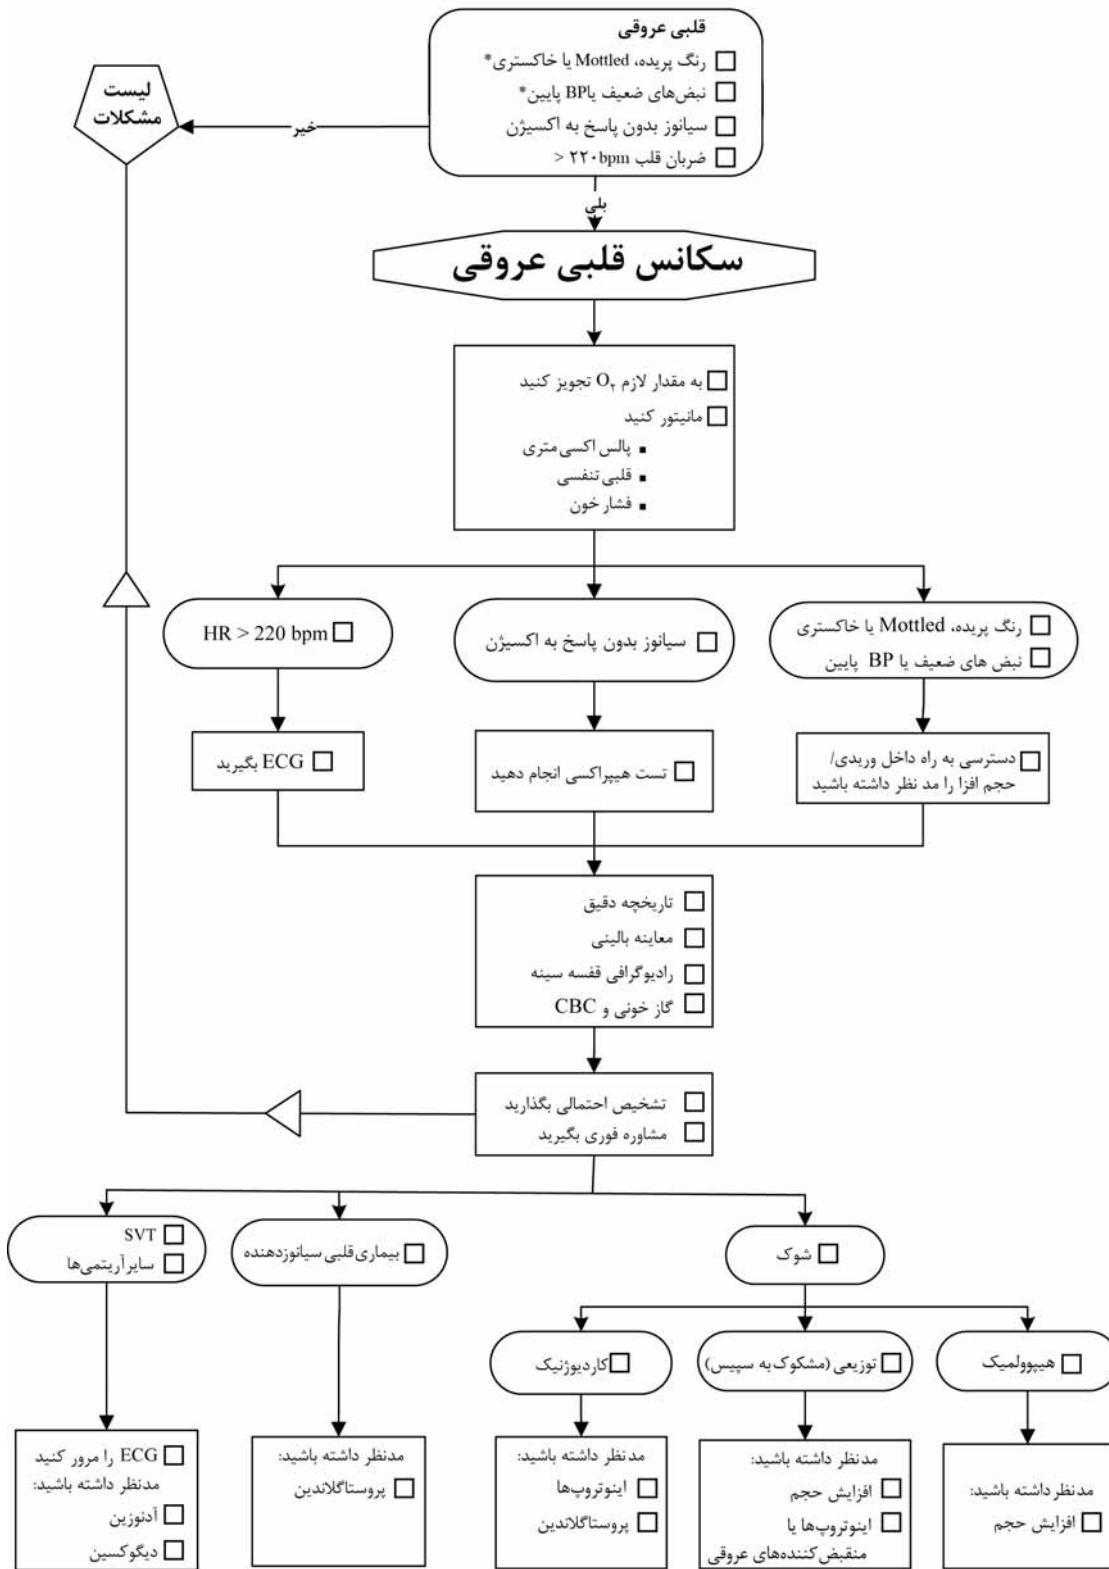 قلبی عروقی
رنگ پریده، Mottled یا خاکستری*
نبض‌های ضعیف یا BP پایین*
سیانوز بدون پاسخ به اکسیژن
ضربان قلب ۲۲۰bpm <
لیست
مشکلات
خیر
بلی
سکانس قلبی عروقی
به مقدار لازم O₂ تجویز کنید
مانیتور کنید
▪ پالس اکسی متری
▪ قلبی تنفسی
▪ فشار خون
رنگ پریده، Mottled یا خاکستری
نبض های ضعیف یا BP پایین
سیانوز بدون پاسخ به اکسیژن
HR > 220 bpm
دسترسی به راه داخل وریدی/
حجم افزا را مد نظر داشته باشید
تست هیپراکسی انجام دهید
ECG بگیرید
تاریخچه دقیق
معاینه بالینی
رادیوگرافی قفسه سینه
گاز خونی و CBC
تشخیص احتمالی بگذارید
مشاوره فوری بگیرید
شوک
بیماری قلبی سیانوزدهنده
SVT
سایر آریتمی‌ها
هیپوولمیک
توزیعی (مشکوک به سپیس)
کاردیوژنیک
مدنظر داشته باشید:
افزایش حجم
مدنظر داشته باشید:
افزایش حجم
اینوتروپ‌ها یا
منقبض‌کننده‌های عروقی
مدنظر داشته باشید:
اینوتروپ‌ها
پروستاگلاندین
مدنظر داشته باشید:
پروستاگلاندین
ECG را مرور کنید
مدنظر داشته باشید:
آدنوزین
دیگوکسین